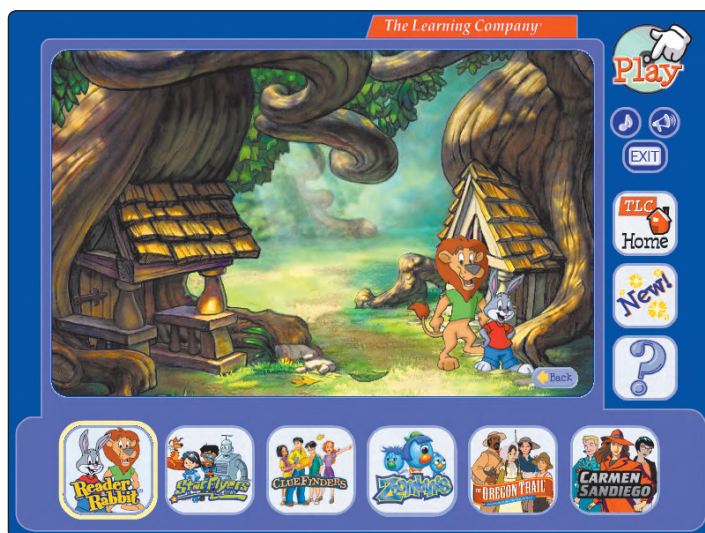 The Learning Company®
Play
EXIT
TLC
Home
New!
?
Back
Reader
Rabbit
StarFlyers
CLUEFINDERS
ZOOMBINIS
THE OREGON TRAIL
CARMEN
SANDIEGO